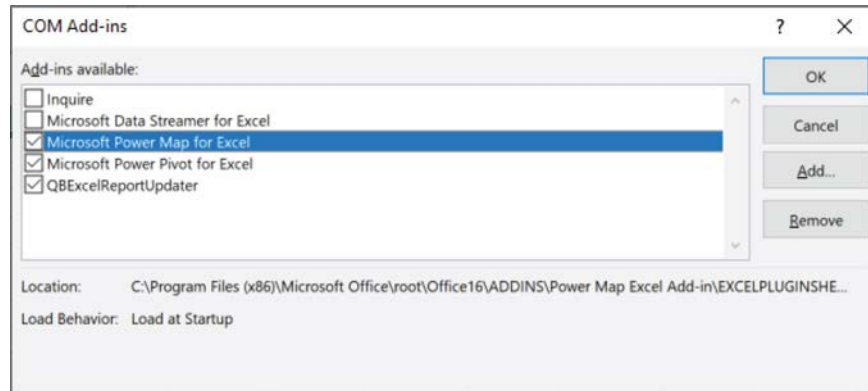 COM Add-ins
?
Add-ins available:
Inquire
Microsoft Data Streamer for Excel
Microsoft Power Map for Excel
Microsoft Power Pivot for Excel
QBExcelReportUpdater
OK
Cancel
Add...
Remove
Location: C:\Program Files (x86)\Microsoft Office\root\Office16\ADDINS\Power Map Excel Add-in\EXCELPLUGINSHE...
Load Behavior: Load at Startup